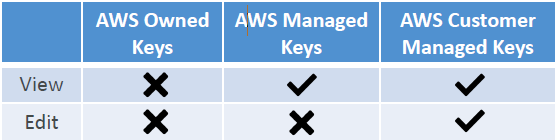 AWS Owned Keys
AWS Managed Keys
AWS Customer Managed Keys
View
Edit